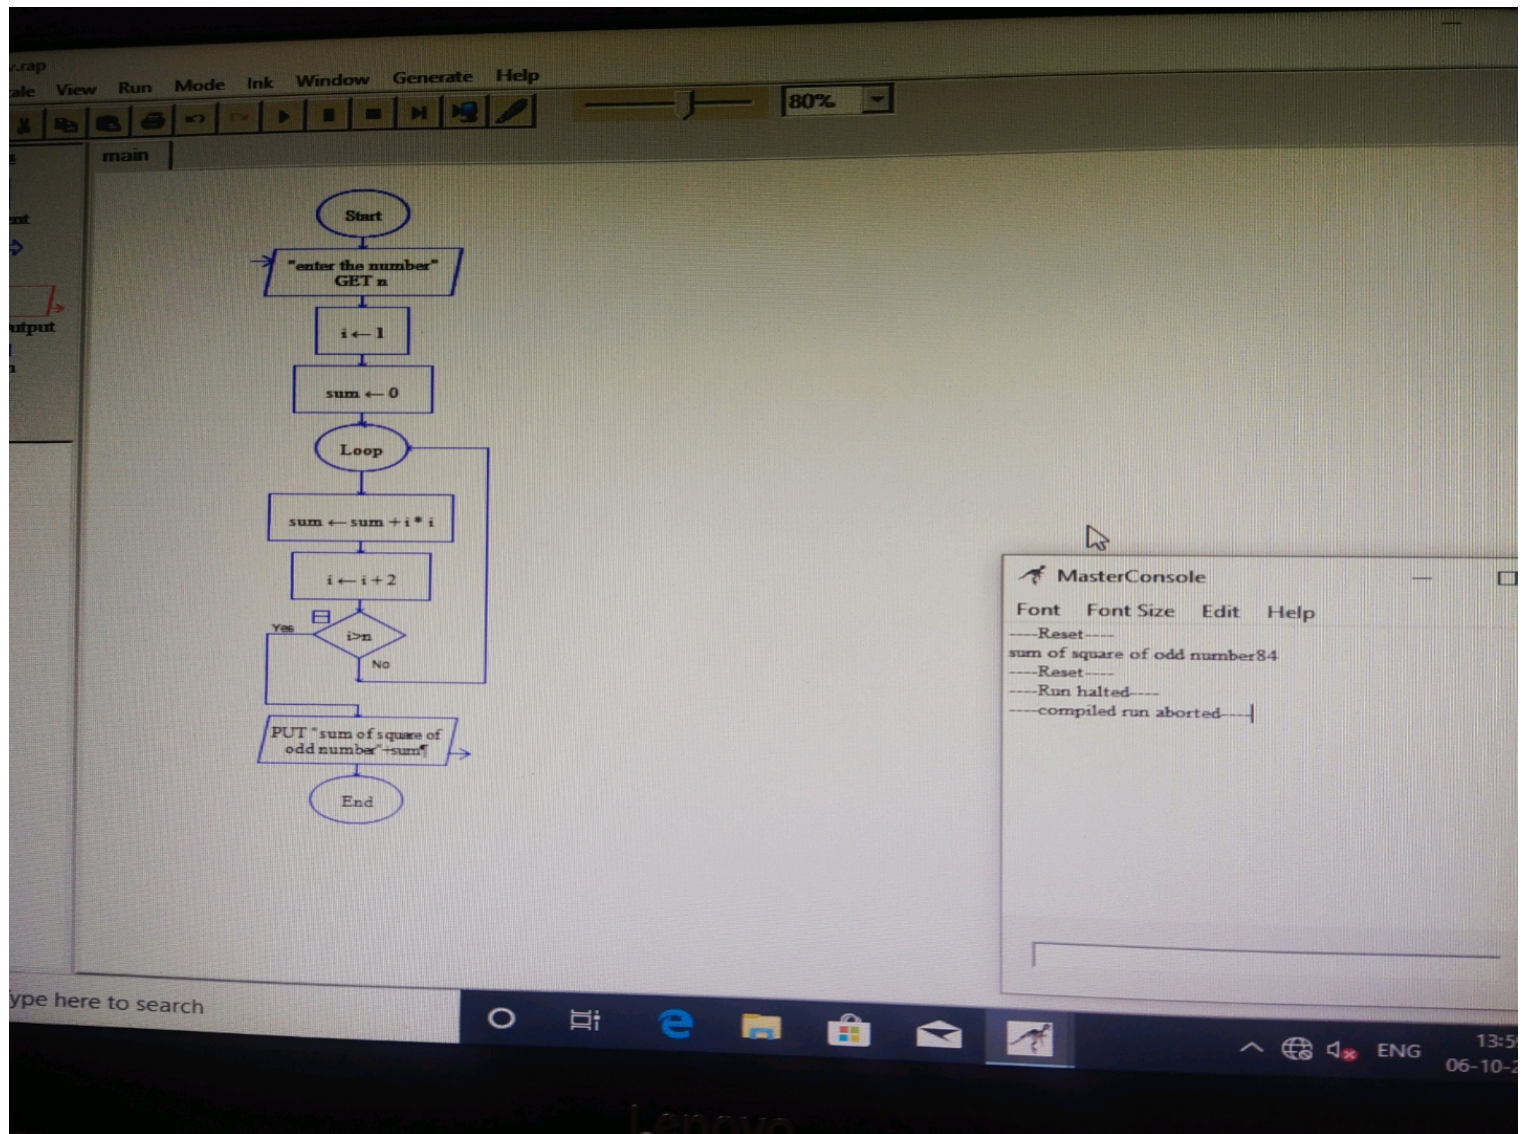 .rap
View Run Mode Ink Window Generate Help
80%
main
Start
"enter the number"
GET n
i ← 1
sum ← 0
Loop
sum ← sum + i * i
i ← i + 2
i>n
Yes
No
PUT "sum of square of
odd number"+sum¶
End
MasterConsole
Font Font Size Edit Help
----Reset----
sum of square of odd number84
----Reset----
----Run halted----
----compiled run aborted----
ype here to search
ENG
13:5
06-10-2
Lenovo